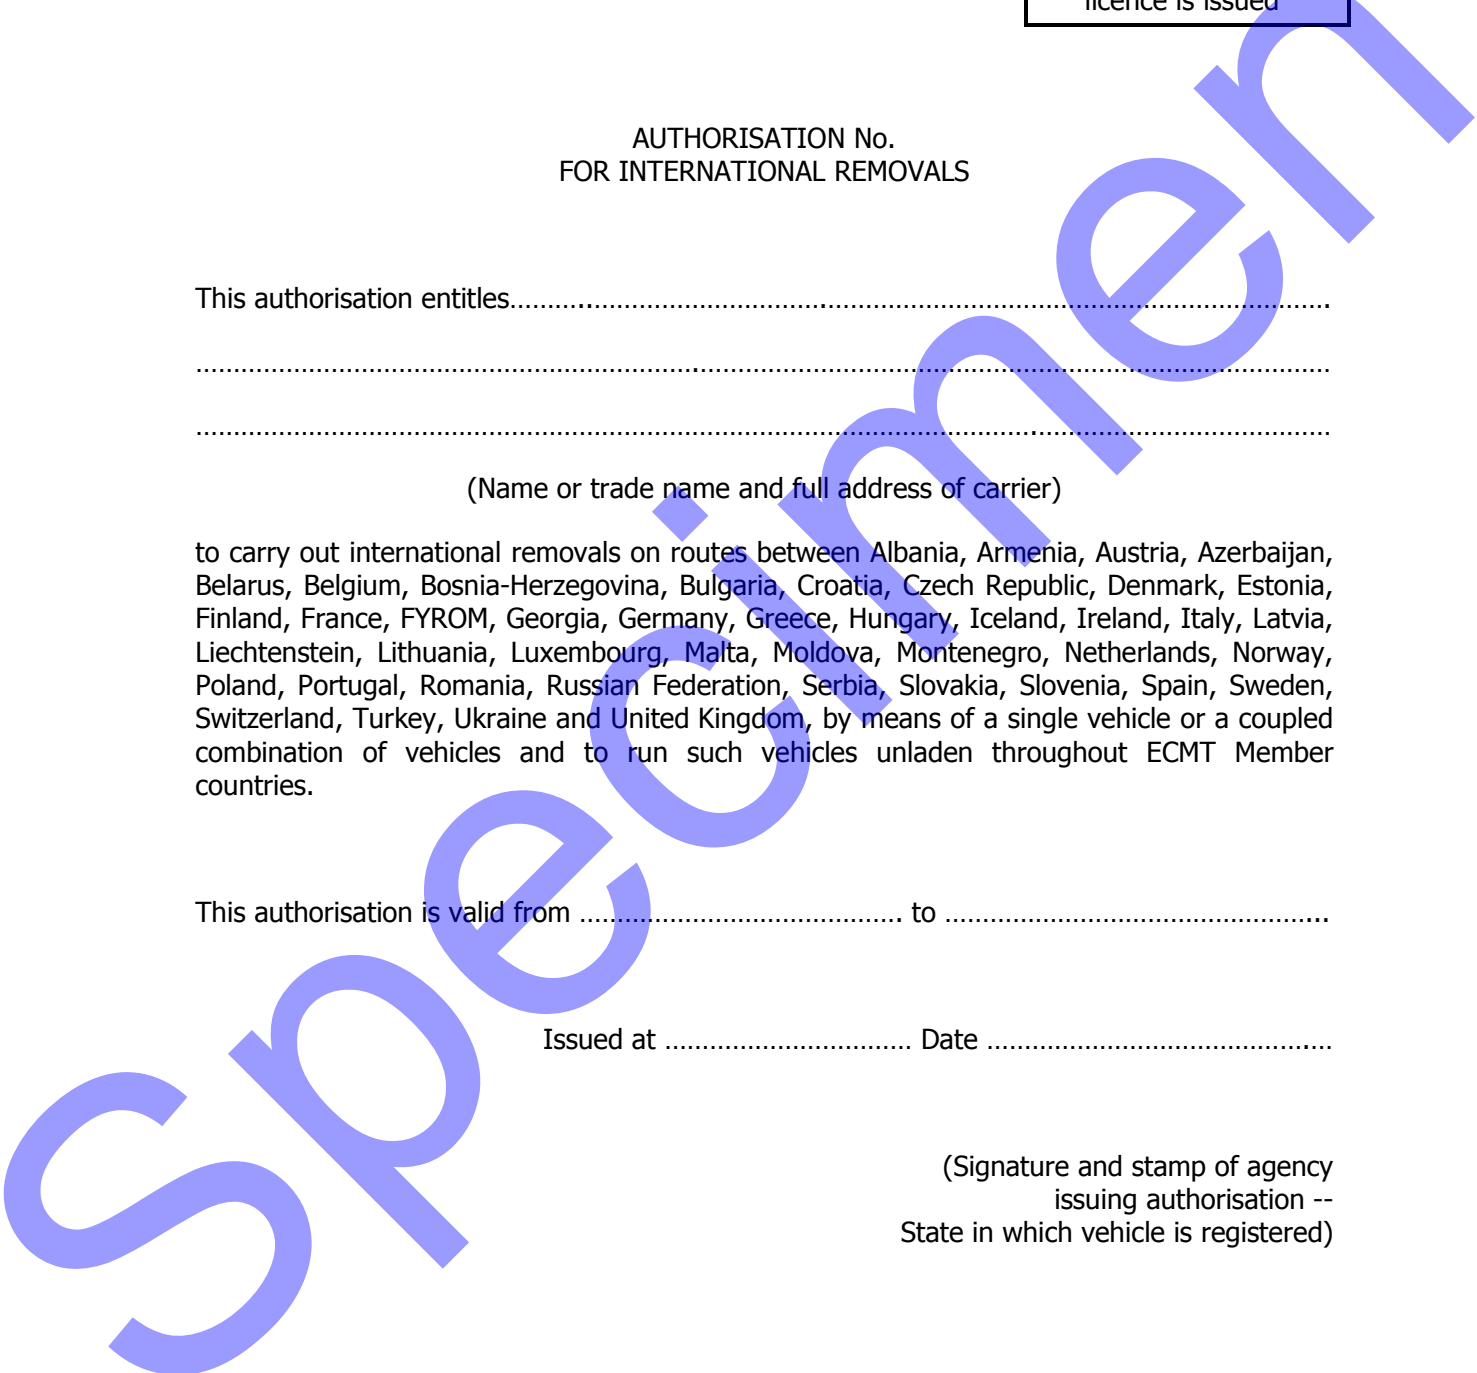 licence is issued
AUTHORISATION No.
FOR INTERNATIONAL REMOVALS
This authorisation entitles……...…………………………….……………………………………………………………….
………………………………………………………….…………………………………………………………………………
…………………………………………………………………………………………………….…………………………………
(Name or trade name and full address of carrier)
to carry out international removals on routes between Albania, Armenia, Austria, Azerbaijan,
Belarus, Belgium, Bosnia-Herzegovina, Bulgaria, Croatia, Czech Republic, Denmark, Estonia,
Finland, France, FYROM, Georgia, Germany, Greece, Hungary, Iceland, Ireland, Italy, Latvia,
Liechtenstein, Lithuania, Luxembourg, Malta, Moldova, Montenegro, Netherlands, Norway,
Poland, Portugal, Romania, Russian Federation, Serbia, Slovakia, Slovenia, Spain, Sweden,
Switzerland, Turkey, Ukraine and United Kingdom, by means of a single vehicle or a coupled
combination of vehicles and to run such vehicles unladen throughout ECMT Member
countries.
This authorisation is valid from ……………………………………. to …………………………………………...
Issued at …………………………… Date …………………………………….…
(Signature and stamp of agency
issuing authorisation --
State in which vehicle is registered)
Specimen